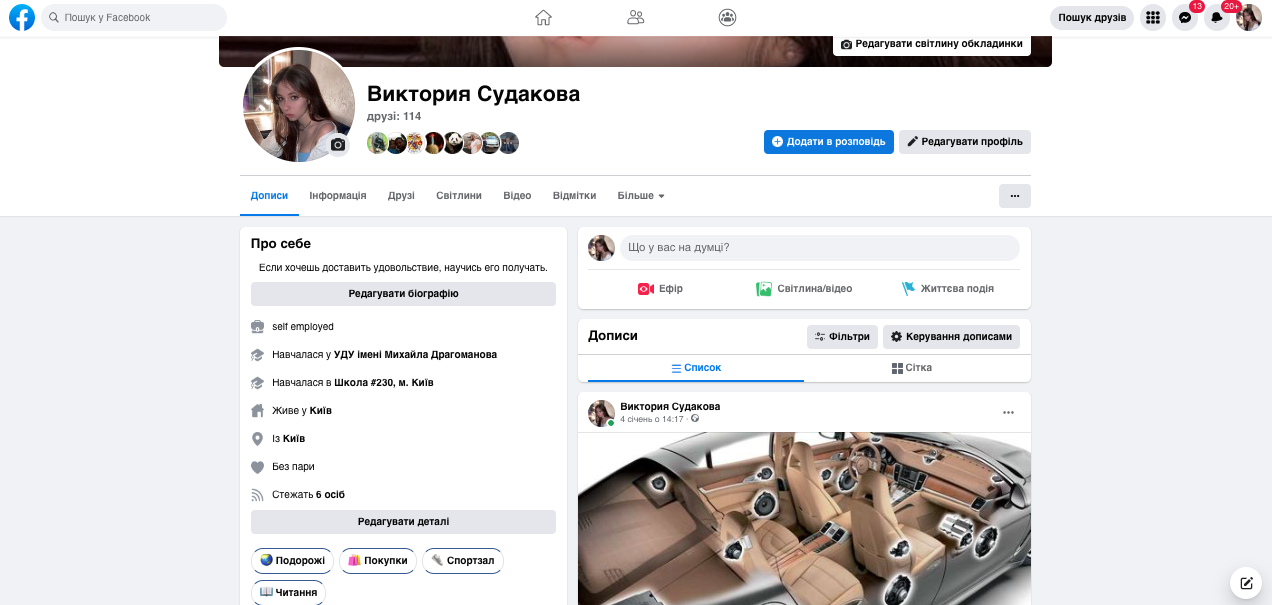 Пошук у Facebook
Пошук друзів
13
20+
Редагувати світлину обкладинки
Виктория Судакова
друзі: 114
Додати в розповідь
Редагувати профіль
Дописи
Інформація
Друзі
Світлини
Відео
Відмітки
Більше
Про себе
Если хочешь доставить удовольствие, научись его получать.
Редагувати біографію
self employed
Навчалася у УДУ імені Михайла Драгоманова
Навчалася в Школа #230, м. Київ
Живе у Київ
Із Київ
Без пари
Стежать 6 осіб
Редагувати деталі
Подорожі
Покупки
Спортзал
Читання
Що у вас на думці?
Ефір
Світлина/відео
Життєва подія
Дописи
Фільтри
Керування дописами
Список
Сітка
Виктория Судакова
4 січень о 14:17 ·